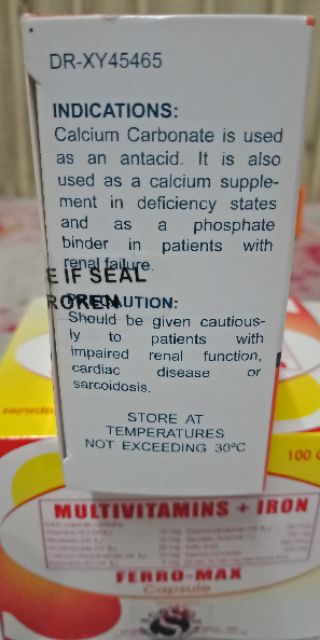 DR-XY45465
INDICATIONS:
Calcium Carbonate is used
as an antacid. It is also
used as a calcium supple-
ment in deficiency states
and as a phosphate
binder in patients with
renal failure.
E IF SEAL
PRECAUTION:
ROKEN
Should be given cautious-
ly to patients with
impaired renal function,
cardiac disease or
sarcoidosis.
STORE AT
TEMPERATURES
NOT EXCEEDING 30ºC
100
MULTIVITAMINS + IRON
FERRO-MAX
Capsule